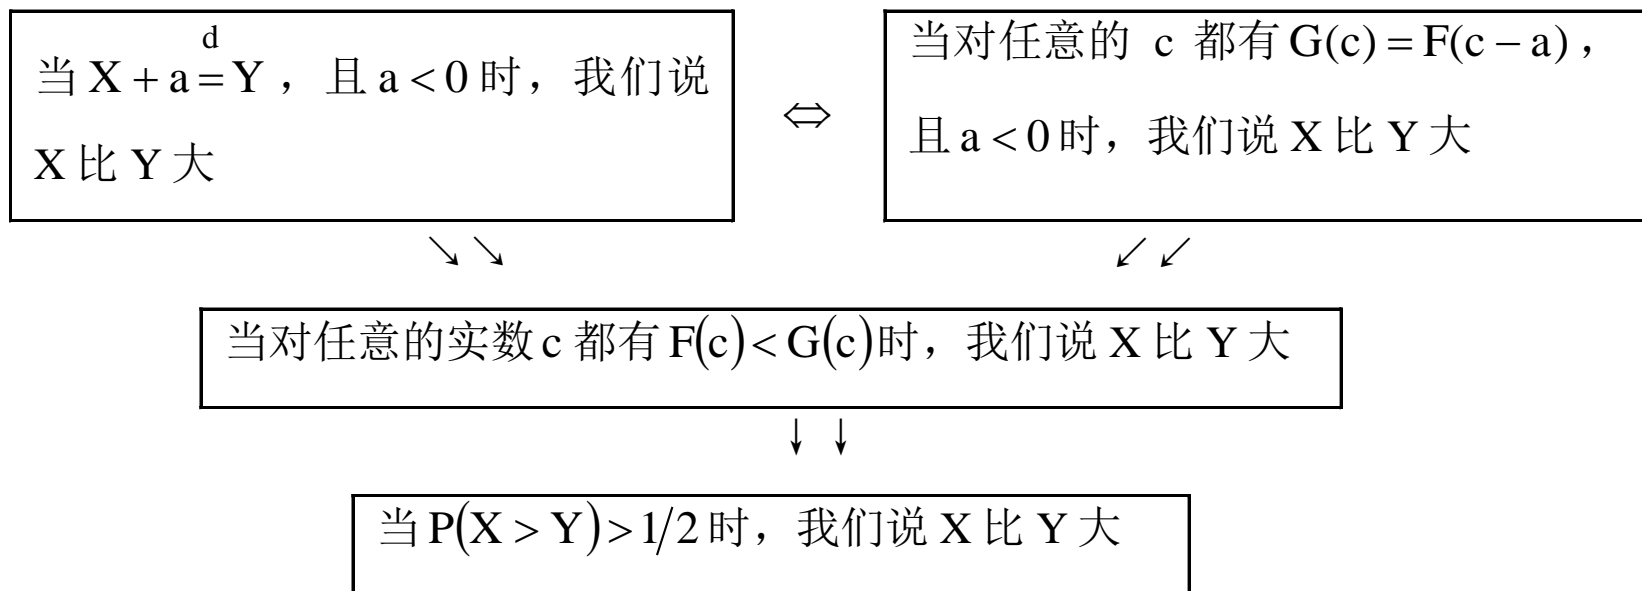 当 X + a =ᵈ Y ，且 a < 0 时，我们说
X 比 Y 大
⇔
当对任意的 c 都有 G(c) = F(c − a) ，
且 a < 0 时，我们说 X 比 Y 大
↘ ↘ ↙ ↙
当对任意的实数 c 都有 F(c) < G(c) 时，我们说 X 比 Y 大
↓ ↓
当 P(X > Y) > 1/2 时，我们说 X 比 Y 大